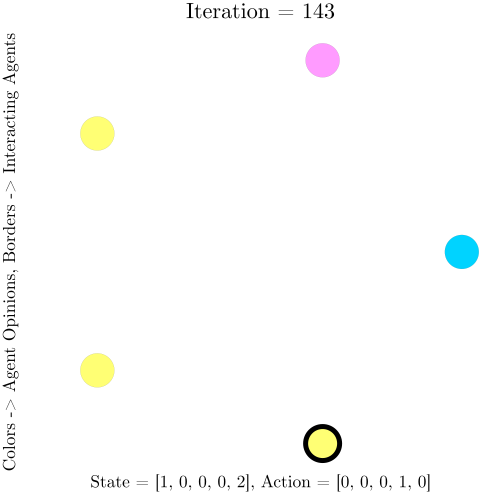 Iteration = 143
Colors -> Agent Opinions, Borders -> Interacting Agents
State = [1, 0, 0, 0, 2], Action = [0, 0, 0, 1, 0]